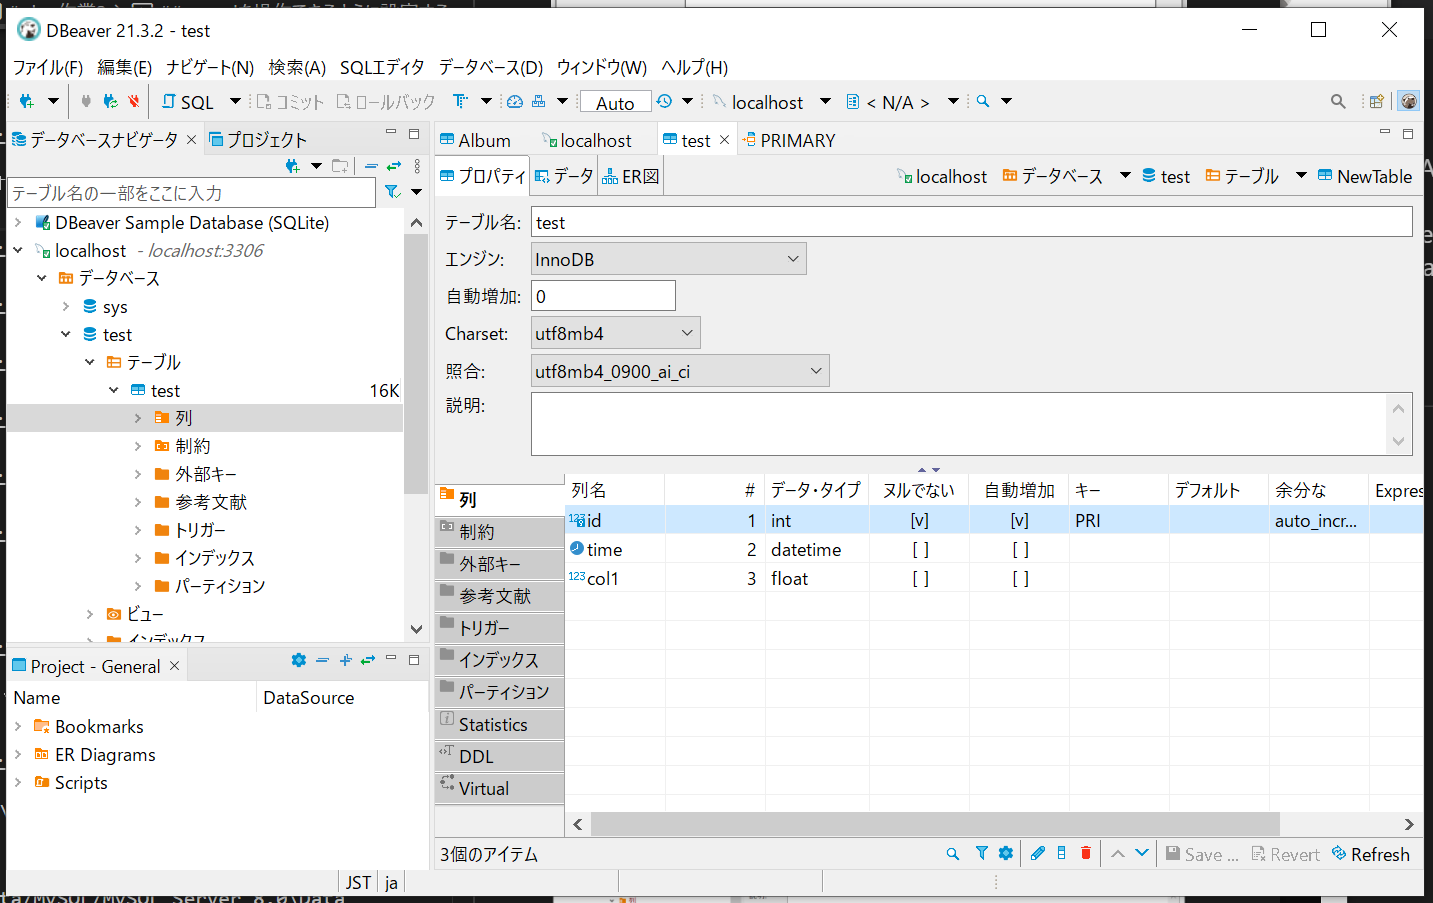 DBeaver 21.3.2 - test
ファイル(F) 編集(E) ナビゲート(N) 検索(A) SQLエディタ データベース(D) ウィンドウ(W) ヘルプ(H)
SQL コミット ロールバック Auto localhost < N/A >
データベースナビゲータ プロジェクト
テーブル名の一部をここに入力
DBeaver Sample Database (SQLite)
localhost - localhost:3306
データベース
sys
test
テーブル
test 16K
列
制約
外部キー
参考文献
トリガー
インデックス
パーティション
ビュー
インデックス
Project - General
Name DataSource
Bookmarks
ER Diagrams
Scripts
Album localhost test PRIMARY
プロパティ データ ER図 localhost データベース test テーブル NewTable
テーブル名: test
エンジン: InnoDB
自動増加: 0
Charset: utf8mb4
照合: utf8mb4_0900_ai_ci
説明:
列
制約
外部キー
参考文献
トリガー
インデックス
パーティション
Statistics
DDL
Virtual
列名 # データ・タイプ ヌルでない 自動増加 キー デフォルト 余分な Expres
123 id 1 int [v] [v] PRI auto_incr...
time 2 datetime [ ] [ ]
123 col1 3 float [ ] [ ]
3個のアイテム Save ... Revert Refresh
JST ja